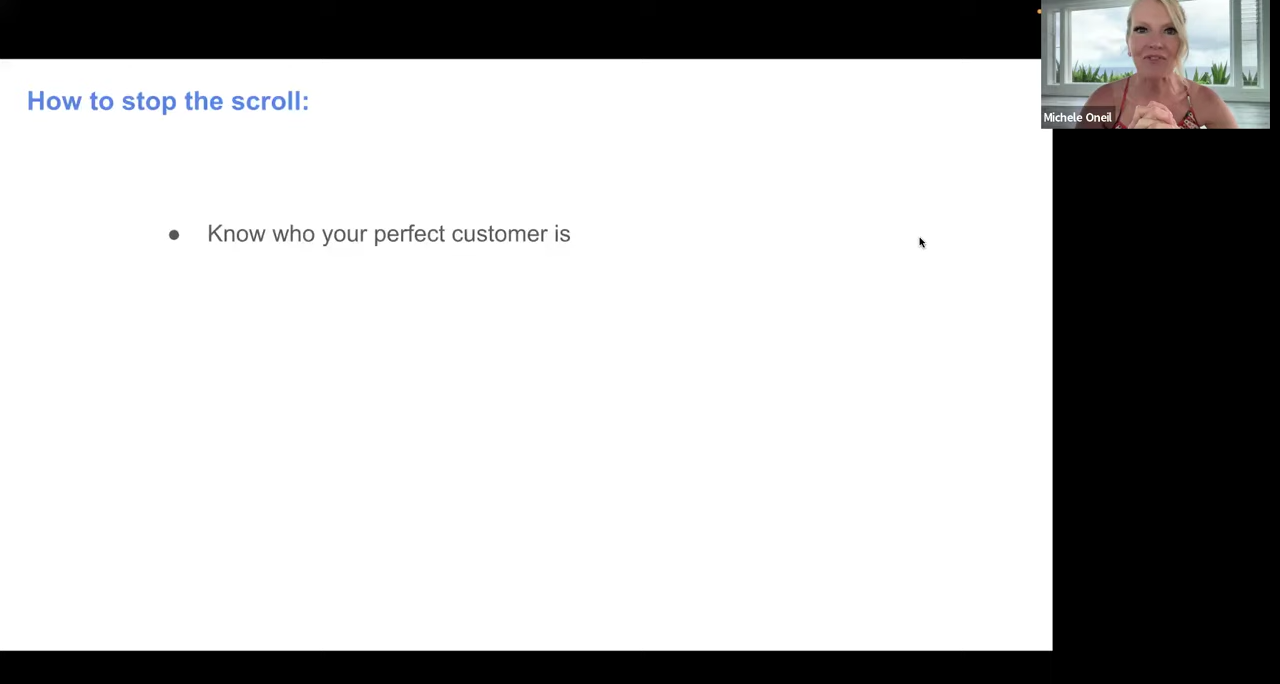 How to stop the scroll:
Michele Oneil
● Know who your perfect customer is